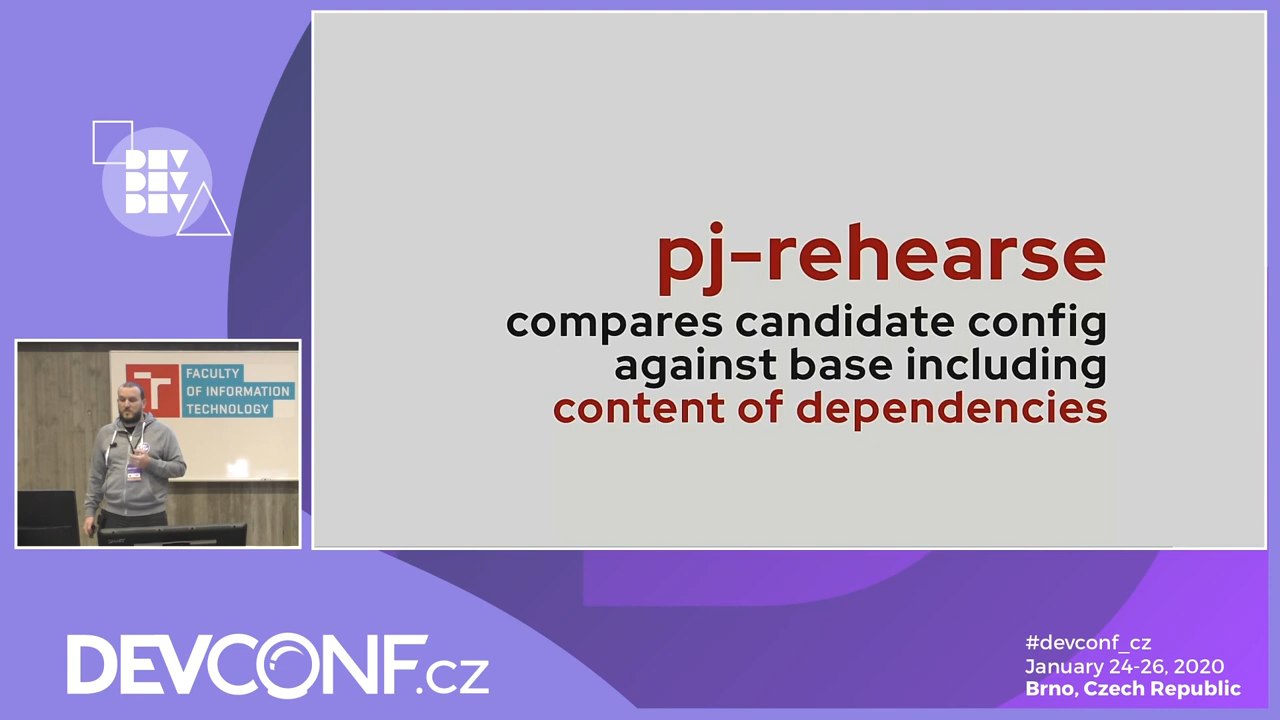 DEV
DEV
DEV
pj-rehearse
compares candidate config
against base including
content of dependencies
FACULTY
OF INFORMATION
TECHNOLOGY
DEVCONF.cz
#devconf_cz
January 24-26, 2020
Brno, Czech Republic